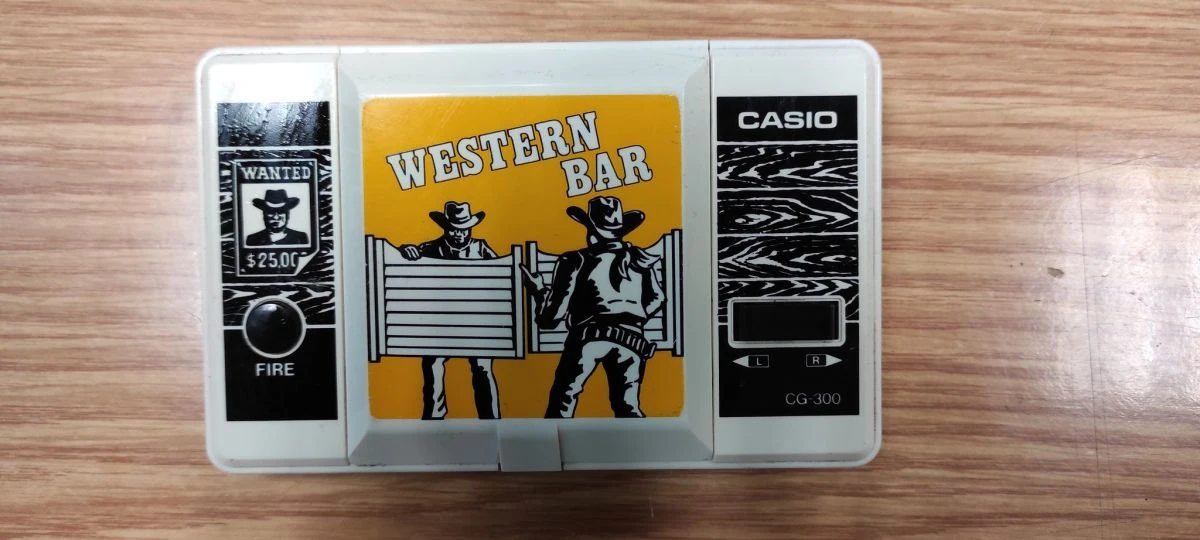 WESTERN
BAR
CASIO
WANTED
$25,00
FIRE
L R
CG-300